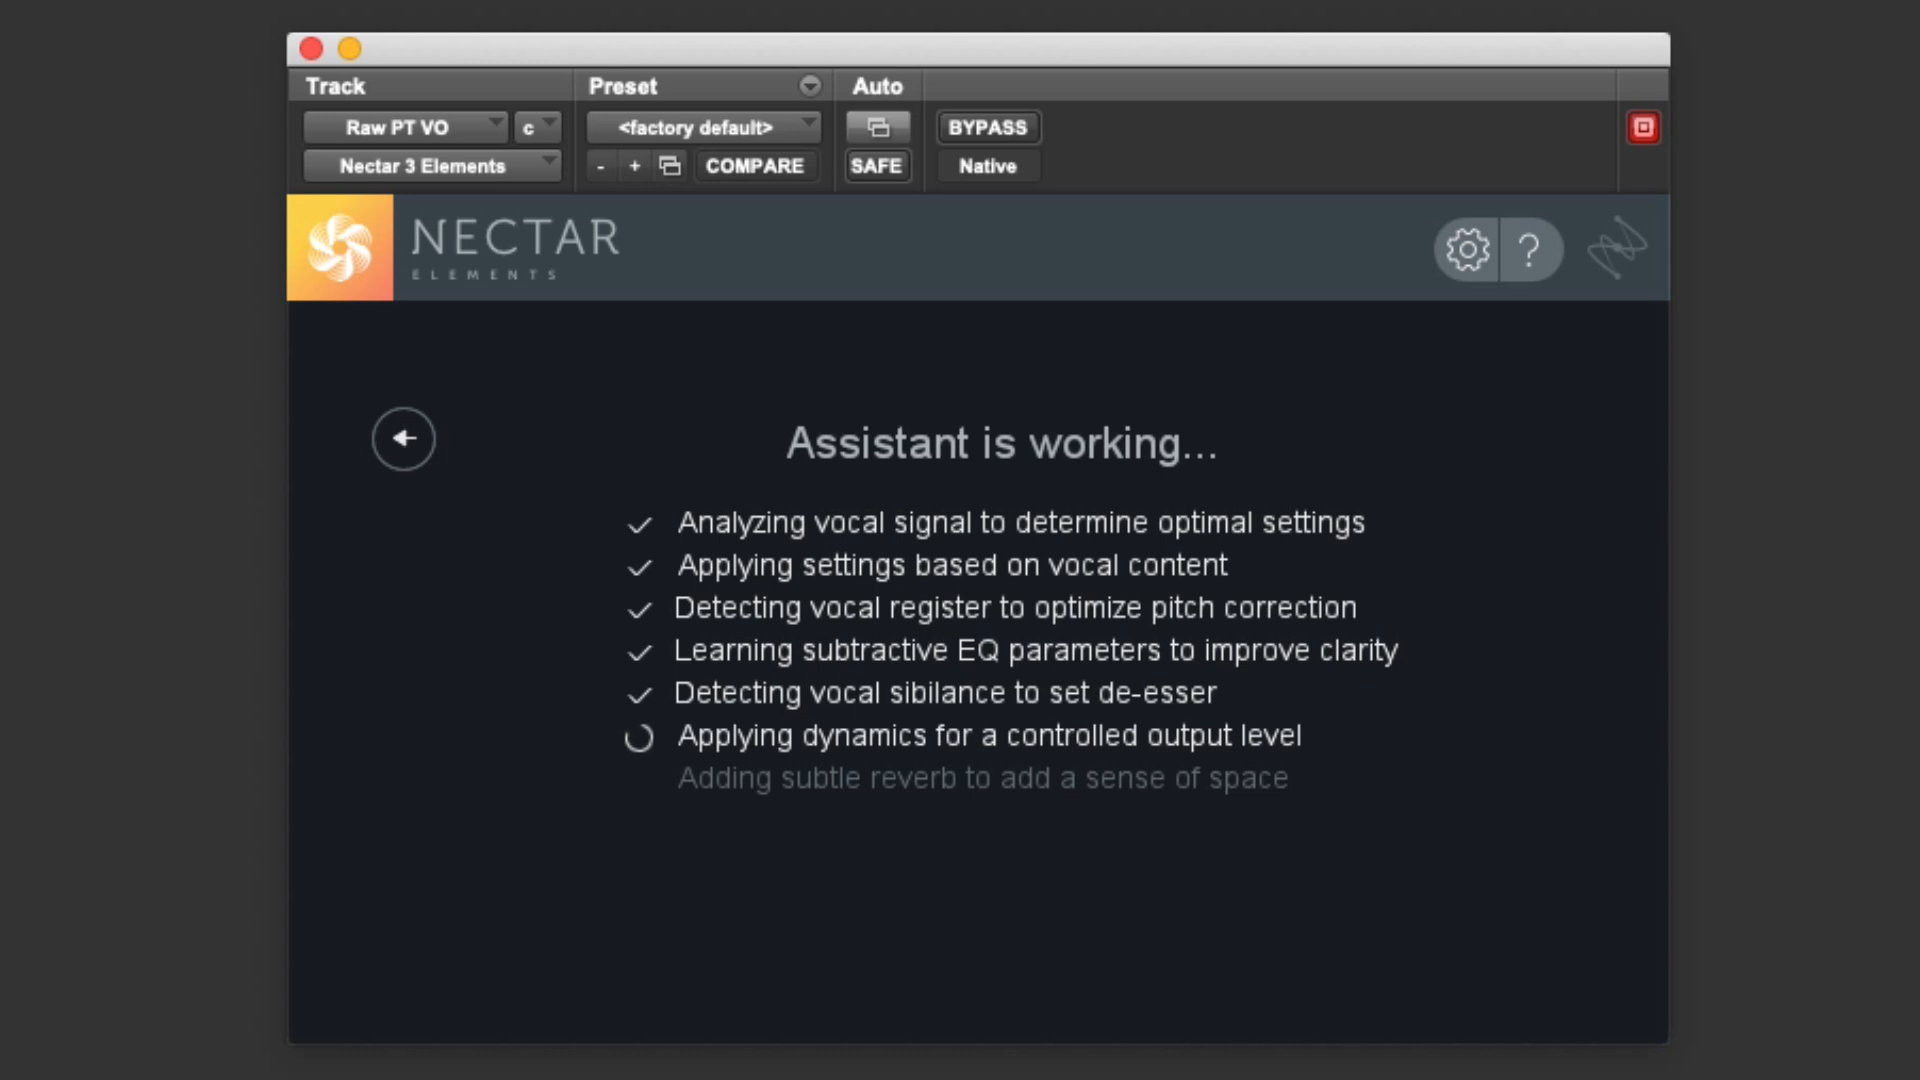 Track
Preset
Auto
Raw PT VO
c
<factory default>
BYPASS
Nectar 3 Elements
- +
COMPARE
SAFE
Native
NECTAR
ELEMENTS
?
Assistant is working...
Analyzing vocal signal to determine optimal settings
Applying settings based on vocal content
Detecting vocal register to optimize pitch correction
Learning subtractive EQ parameters to improve clarity
Detecting vocal sibilance to set de-esser
Applying dynamics for a controlled output level
Adding subtle reverb to add a sense of space